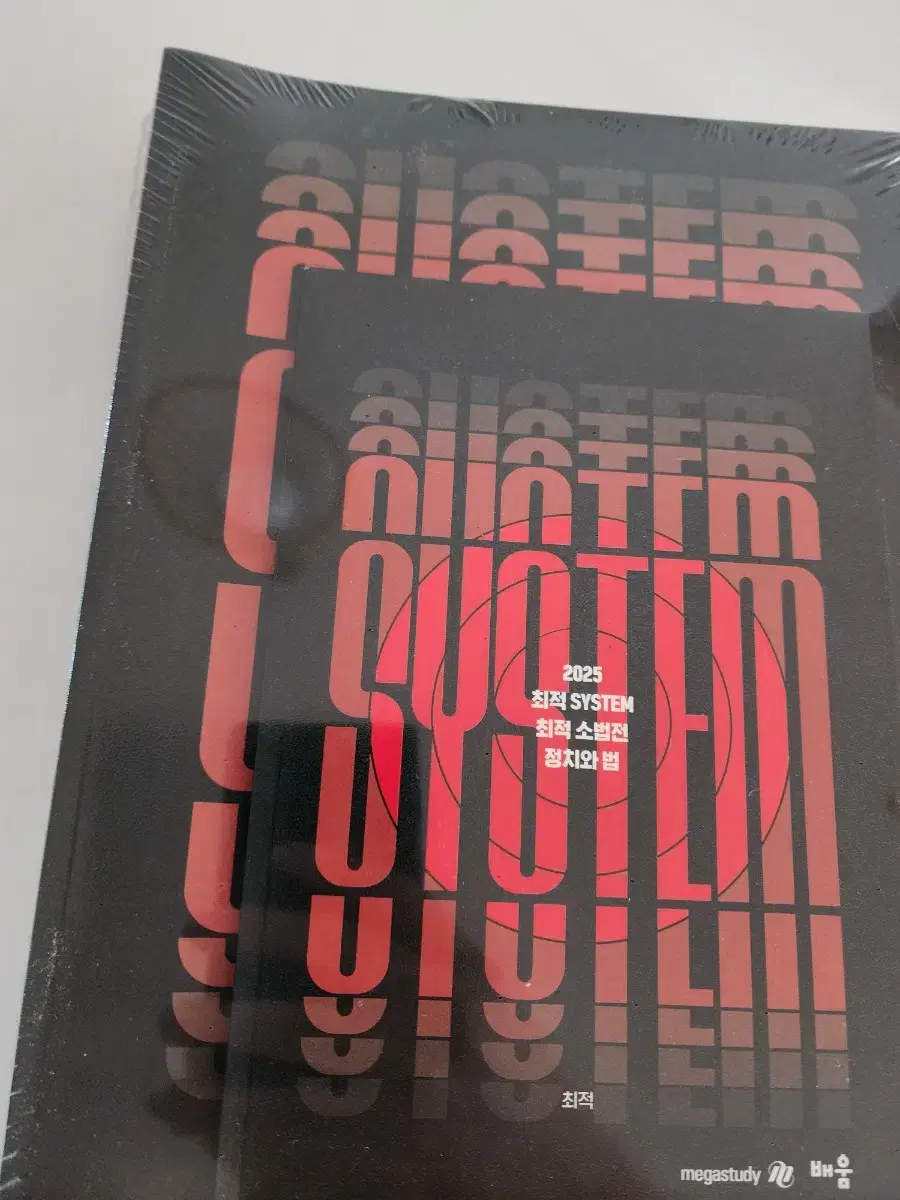 SYSTEM
2025
최적 SYSTEM
최적 소법전
정치와 법
최적
megastudy 배움